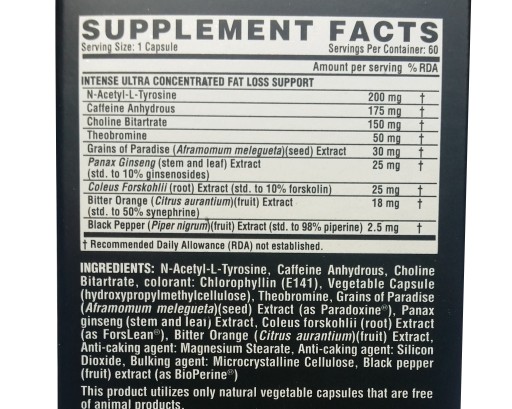 SUPPLEMENT FACTS
Serving Size: 1 Capsule Servings Per Container: 60
Amount per serving % RDA
INTENSE ULTRA CONCENTRATED FAT LOSS SUPPORT
N-Acetyl-L-Tyrosine 200 mg †
Caffeine Anhydrous 175 mg †
Choline Bitartrate 150 mg †
Theobromine 50 mg †
Grains of Paradise (Aframomum melegueta)(seed) Extract 30 mg †
Panax Ginseng (stem and leaf) Extract 25 mg †
(std. to 10% ginsenosides)
Coleus Forskohlii (root) Extract (std. to 10% forskolin) 25 mg †
Bitter Orange (Citrus aurantium)(fruit) Extract 18 mg †
(std. to 50% synephrine)
Black Pepper (Piper nigrum)(fruit) Extract (std. to 98% piperine) 2.5 mg †
† Recommended Daily Allowance (RDA) not established.
INGREDIENTS: N-Acetyl-L-Tyrosine, Caffeine Anhydrous, Choline
Bitartrate, colorant: Chlorophyllin (E141), Vegetable Capsule
(hydroxypropylmethylcellulose), Theobromine, Grains of Paradise
(Aframomum melegueta)(seed) Extract (as Paradoxine®), Panax
ginseng (stem and leaf) Extract, Coleus forskohlii (root) Extract
(as ForsLean®), Bitter Orange (Citrus aurantium)(fruit) Extract,
Anti-caking agent: Magnesium Stearate, Anti-caking agent: Silicon
Dioxide, Bulking agent: Microcrystalline Cellulose, Black pepper
(fruit) extract (as BioPerine®)
This product utilizes only natural vegetable capsules that are free
of animal products.